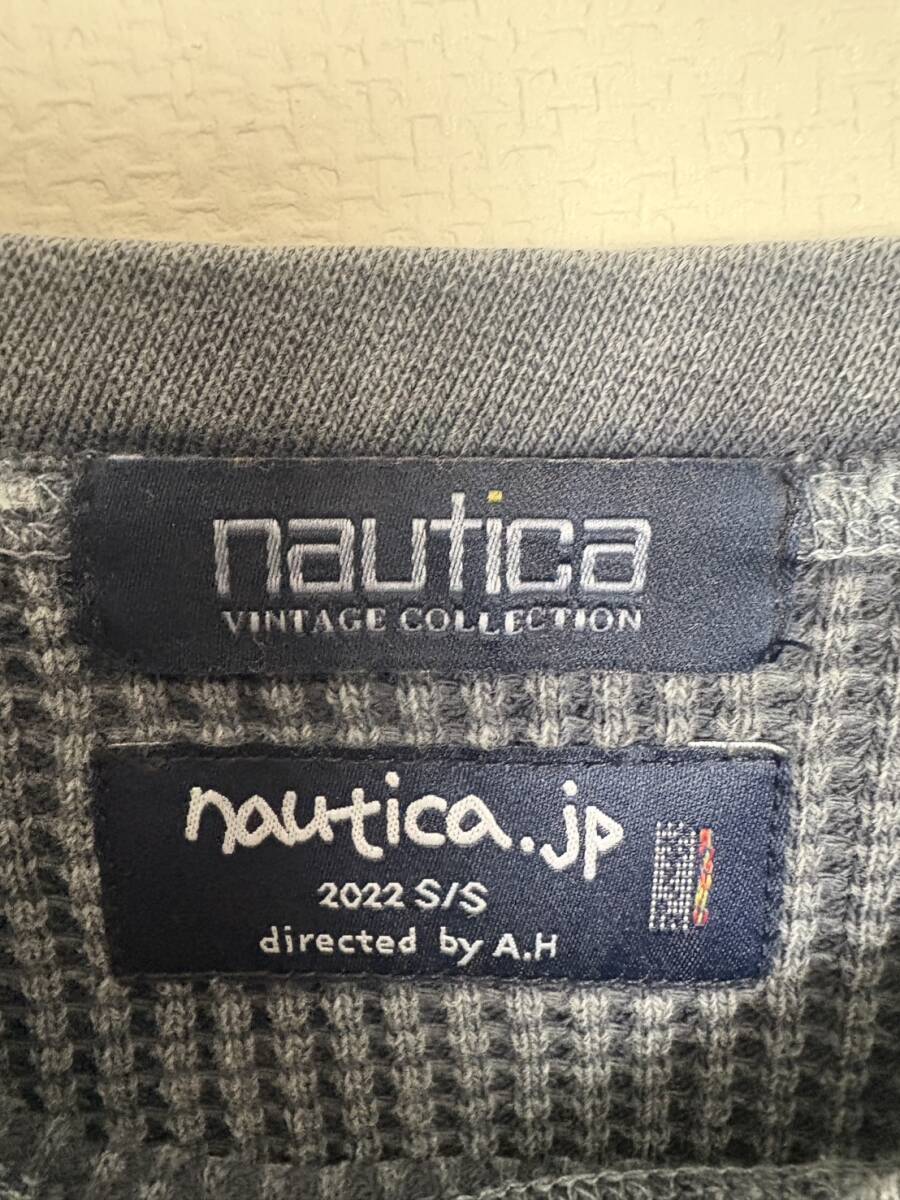 nautica
VINTAGE COLLECTION
nautica.jp
2022 S/S
directed by A.H